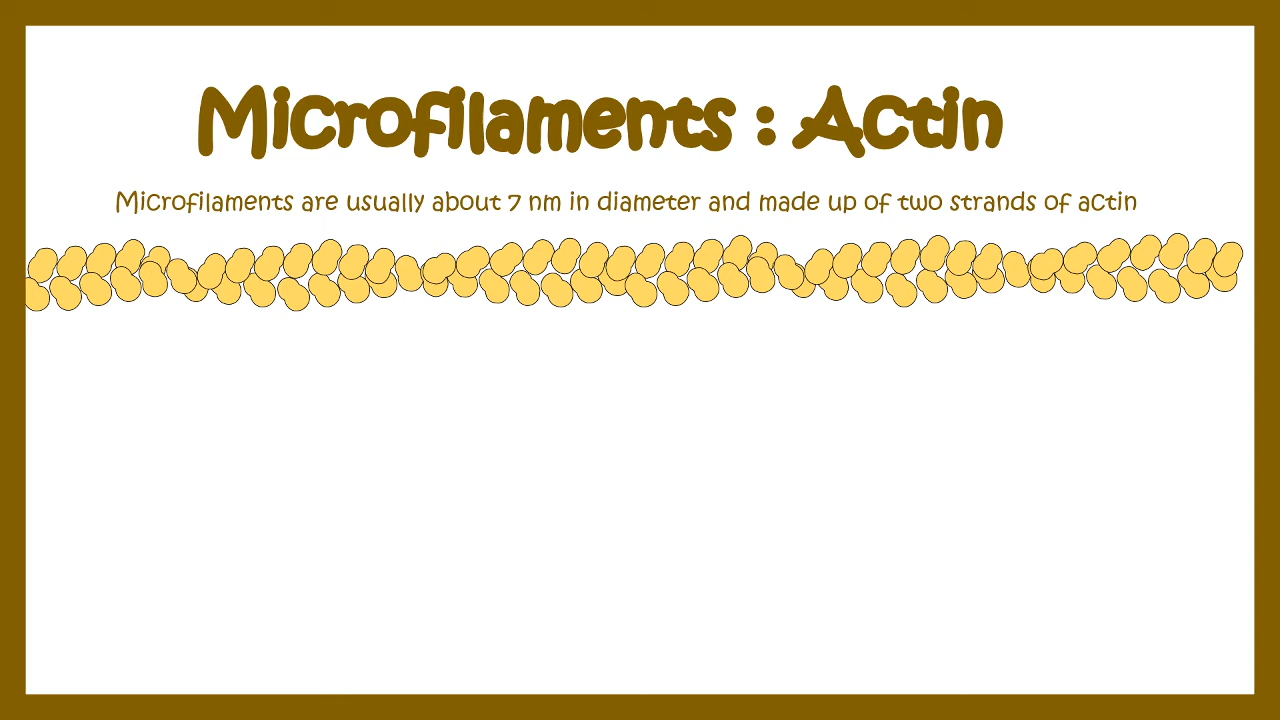 Microfilaments : Actin
Microfilaments are usually about 7 nm in diameter and made up of two strands of actin